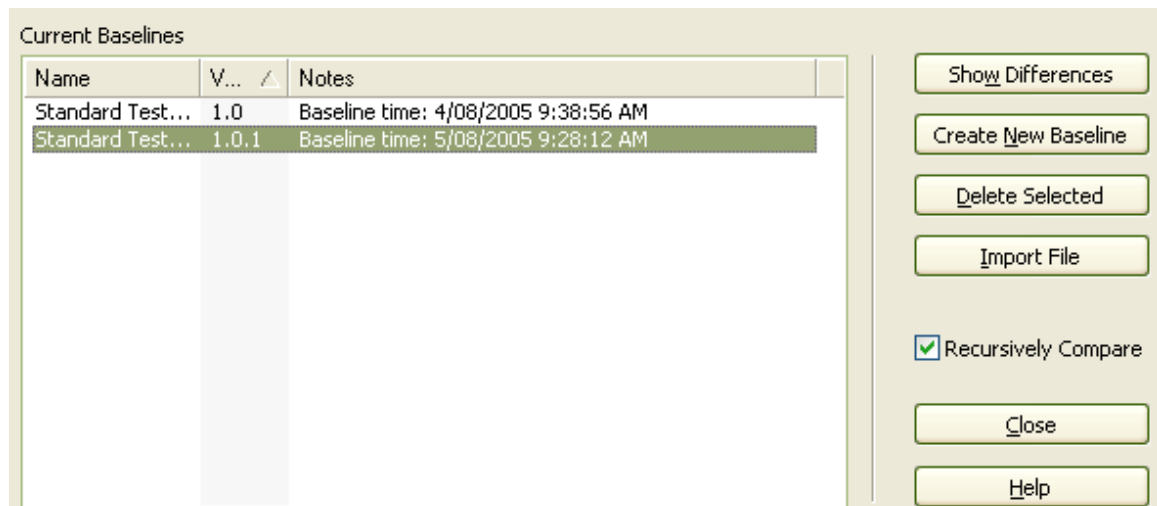 Current Baselines
Name V... Notes
Standard Test... 1.0 Baseline time: 4/08/2005 9:38:56 AM
Standard Test... 1.0.1 Baseline time: 5/08/2005 9:28:12 AM
Show Differences
Create New Baseline
Delete Selected
Import File
Recursively Compare
Close
Help